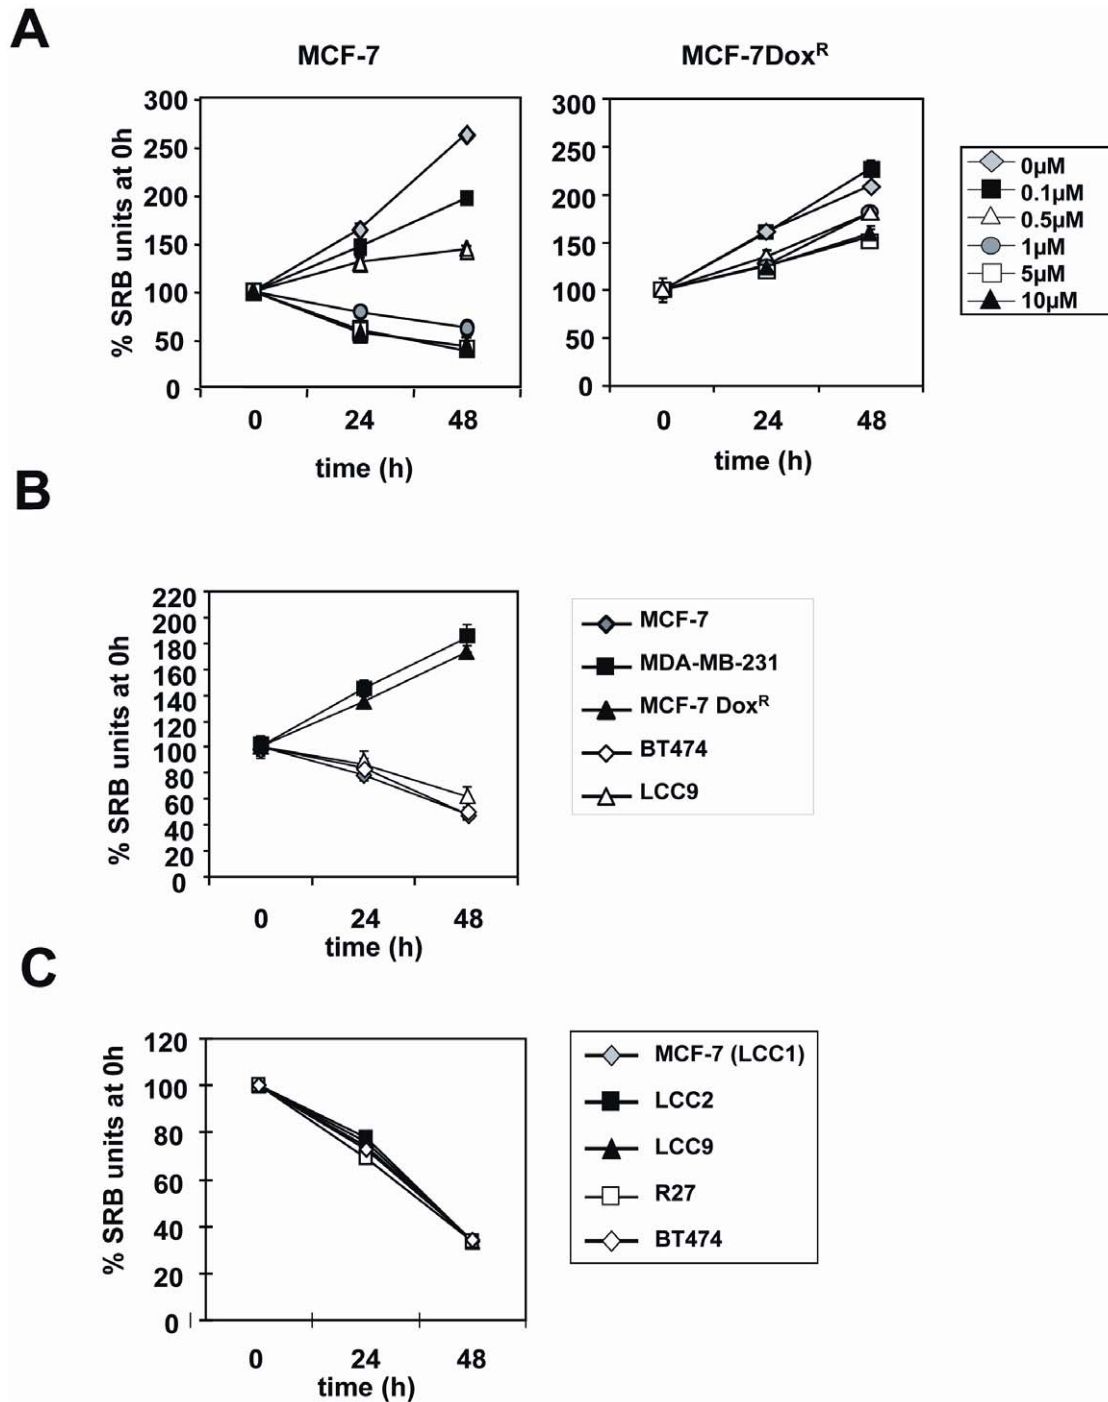 A
MCF-7
MCF-7Dox^R
% SRB units at 0h
300
250
200
150
100
50
0
0 24 48
time (h)
300
250
200
150
100
50
0
0 24 48
time (h)
0µM
0.1µM
0.5µM
1µM
5µM
10µM
B
% SRB units at 0h
220
200
180
160
140
120
100
80
60
40
20
0
0 24 48
time (h)
MCF-7
MDA-MB-231
MCF-7 Dox^R
BT474
LCC9
C
% SRB units at 0h
120
100
80
60
40
20
0
0 24 48
time (h)
MCF-7 (LCC1)
LCC2
LCC9
R27
BT474